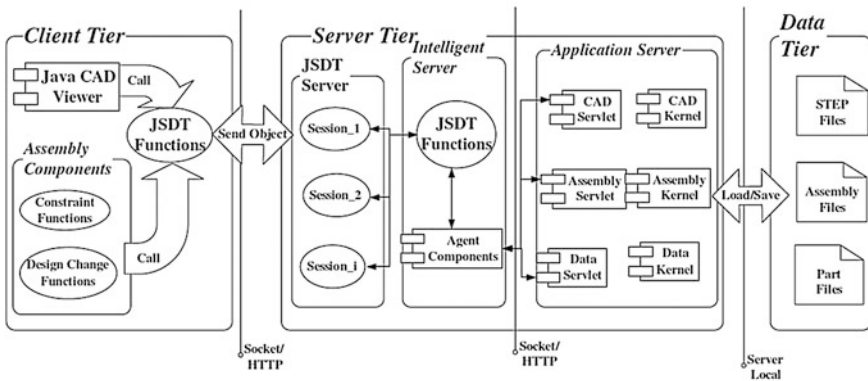 Client Tier
Java CAD
Viewer
Call
JSDT
Functions
Assembly
Components
Constraint
Functions
Design Change
Functions
Call
Send Object
Socket/
HTTP
Server Tier
JSDT
Server
Session_1
Session_2
Session_i
Intelligent
Server
JSDT
Functions
Agent
Components
Socket/
HTTP
Application Server
CAD
Servlet
CAD
Kernel
Assembly
Servlet
Assembly
Kernel
Data
Servlet
Data
Kernel
Load/Save
Server
Local
Data
Tier
STEP
Files
Assembly
Files
Part
Files